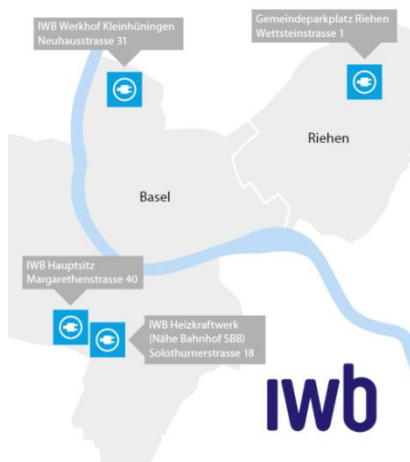 IWB Werkhof Kleinhüningen
Neuhausstrasse 31
Gemeindeparkplatz Riehen
Wettsteinstrasse 1
Riehen
Basel
IWB Hauptsitz
Margarethenstrasse 40
IWB Heizkraftwerk
(Nähe Bahnhof SBB)
Solothurnerstrasse 18
iwb